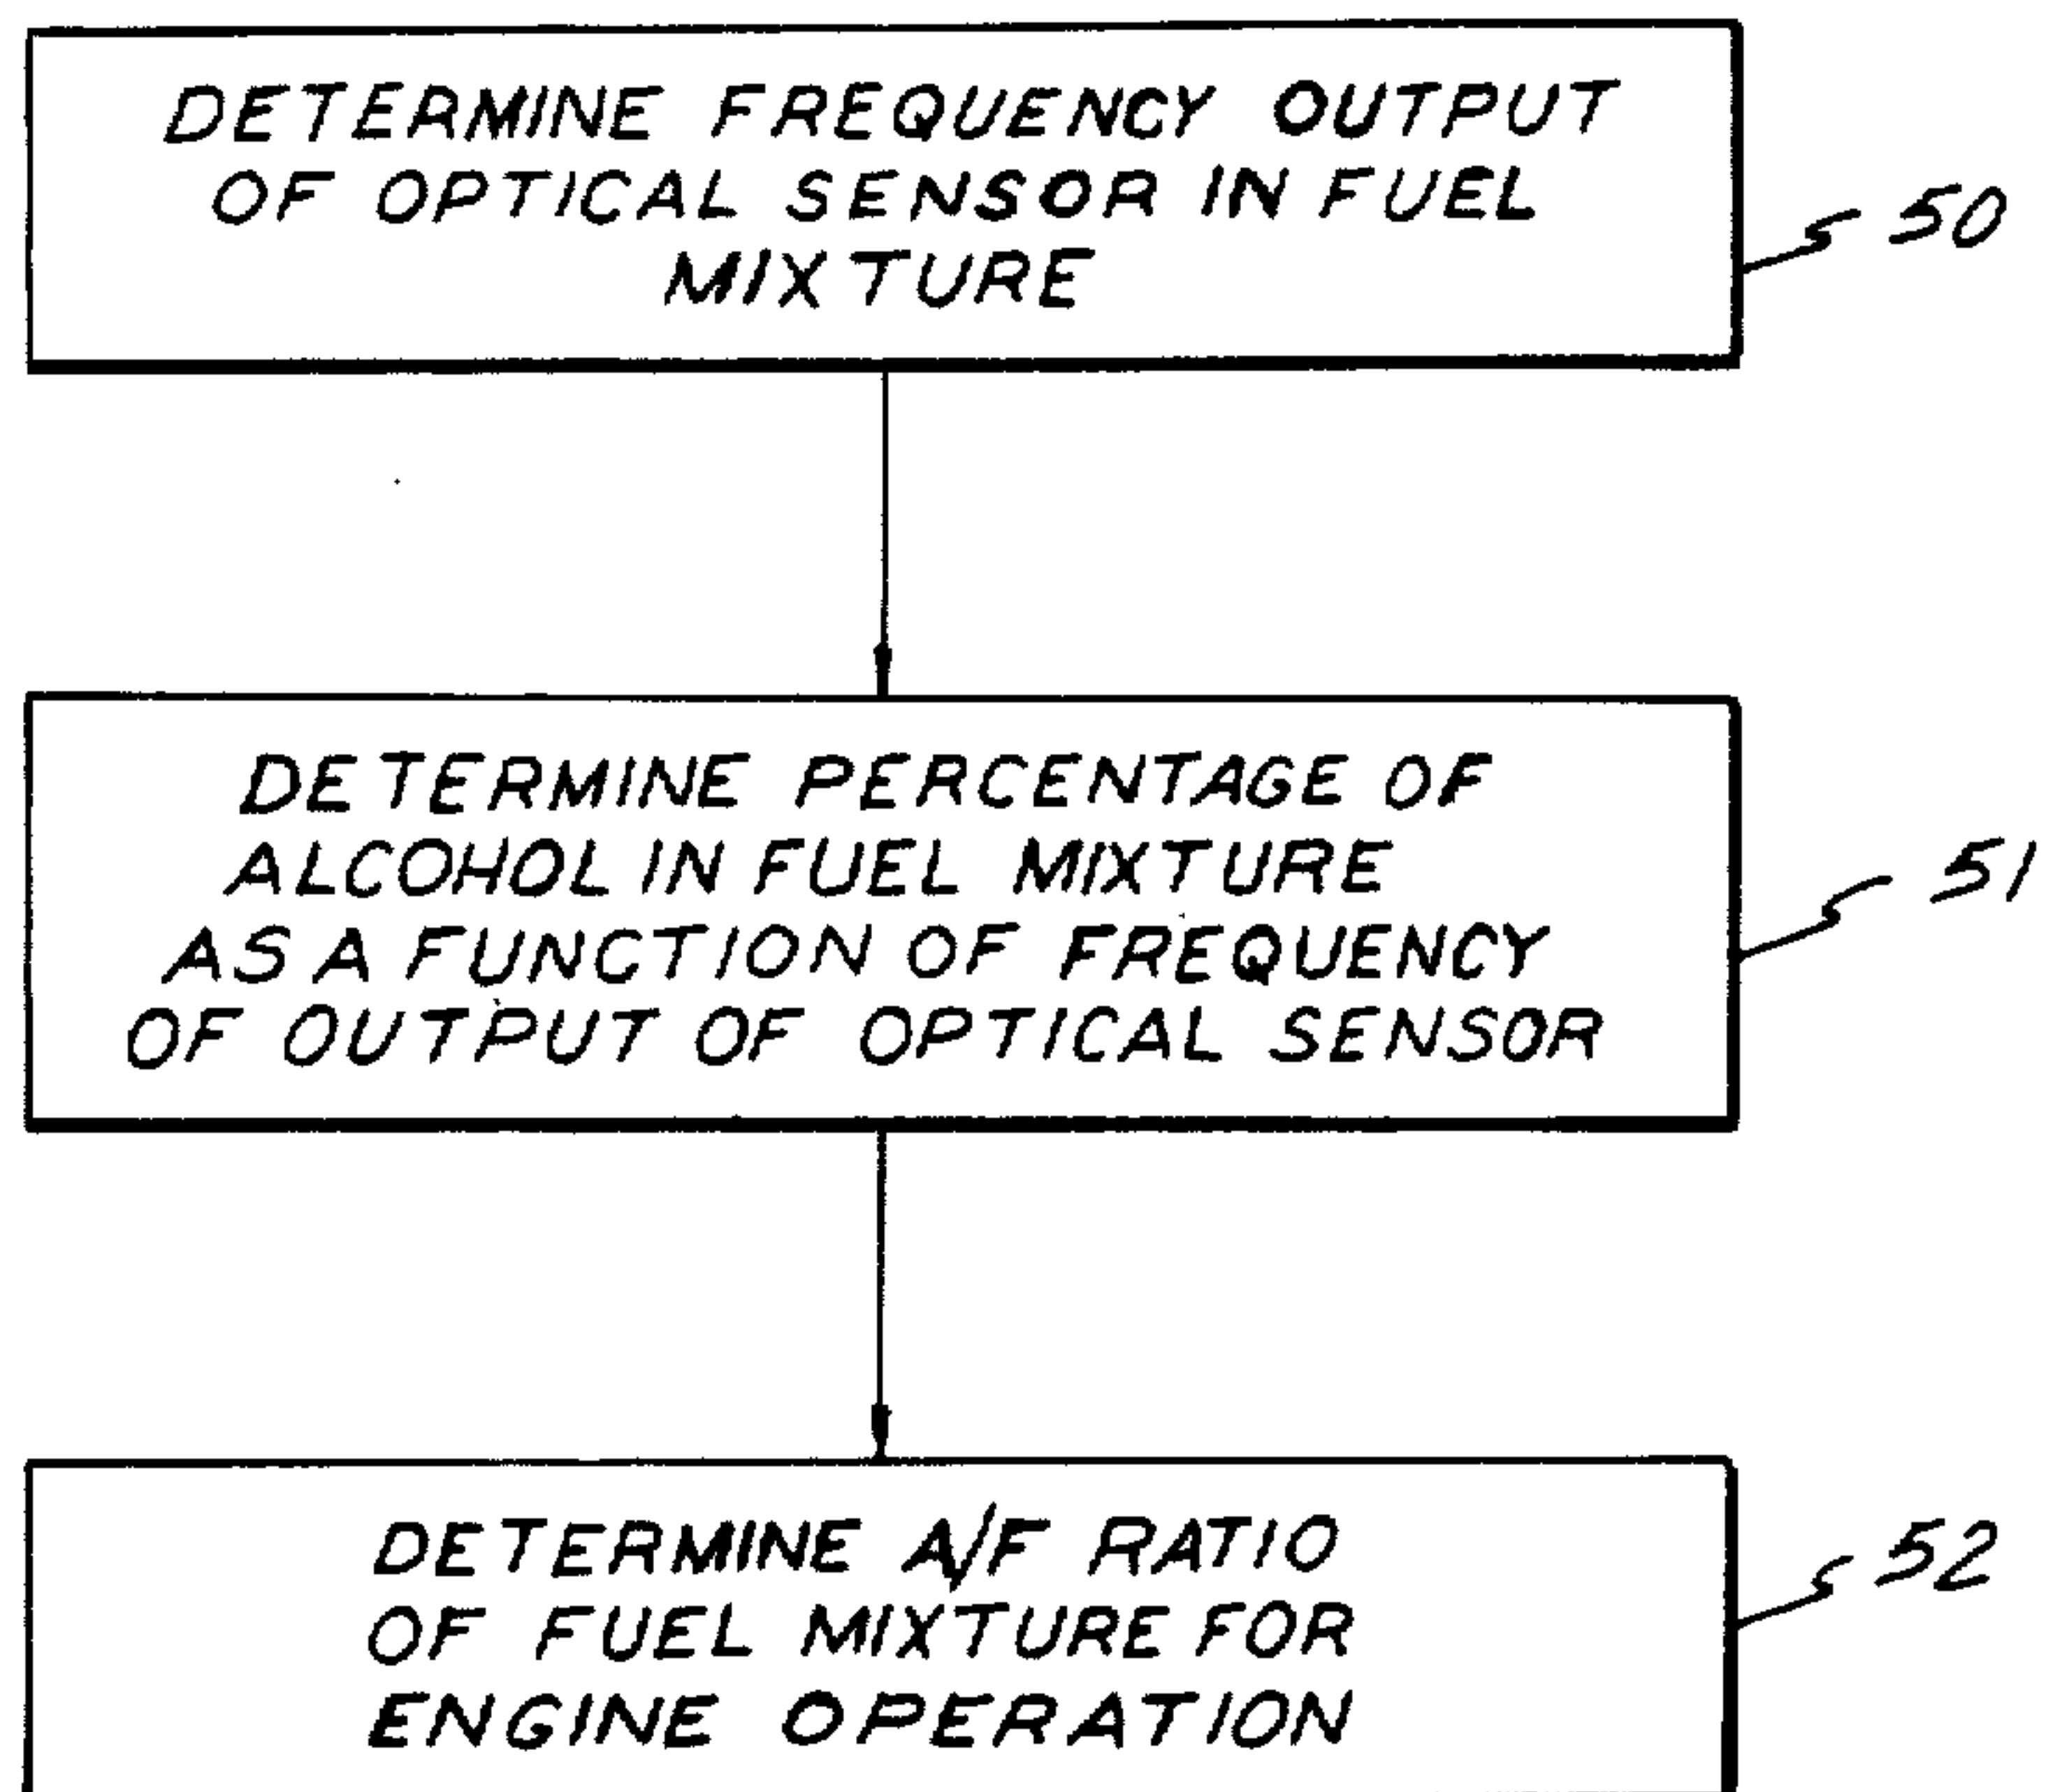 DETERMINE FREQUENCY OUTPUT
OF OPTICAL SENSOR IN FUEL
MIXTURE
50
DETERMINE PERCENTAGE OF
ALCOHOL IN FUEL MIXTURE
AS A FUNCTION OF FREQUENCY
OF OUTPUT OF OPTICAL SENSOR
51
DETERMINE A/F RATIO
OF FUEL MIXTURE FOR
ENGINE OPERATION
52